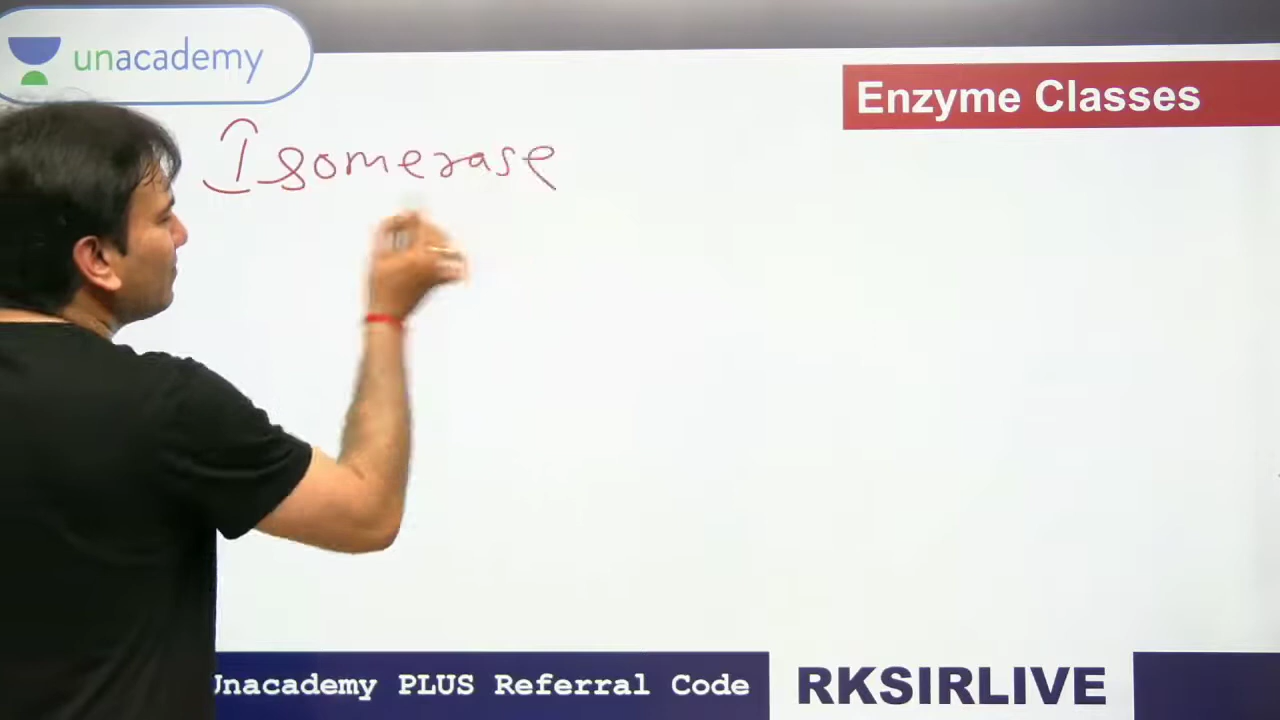 unacademy
Enzyme Classes
Isomerase
Unacademy PLUS Referral Code
RKSIRLIVE